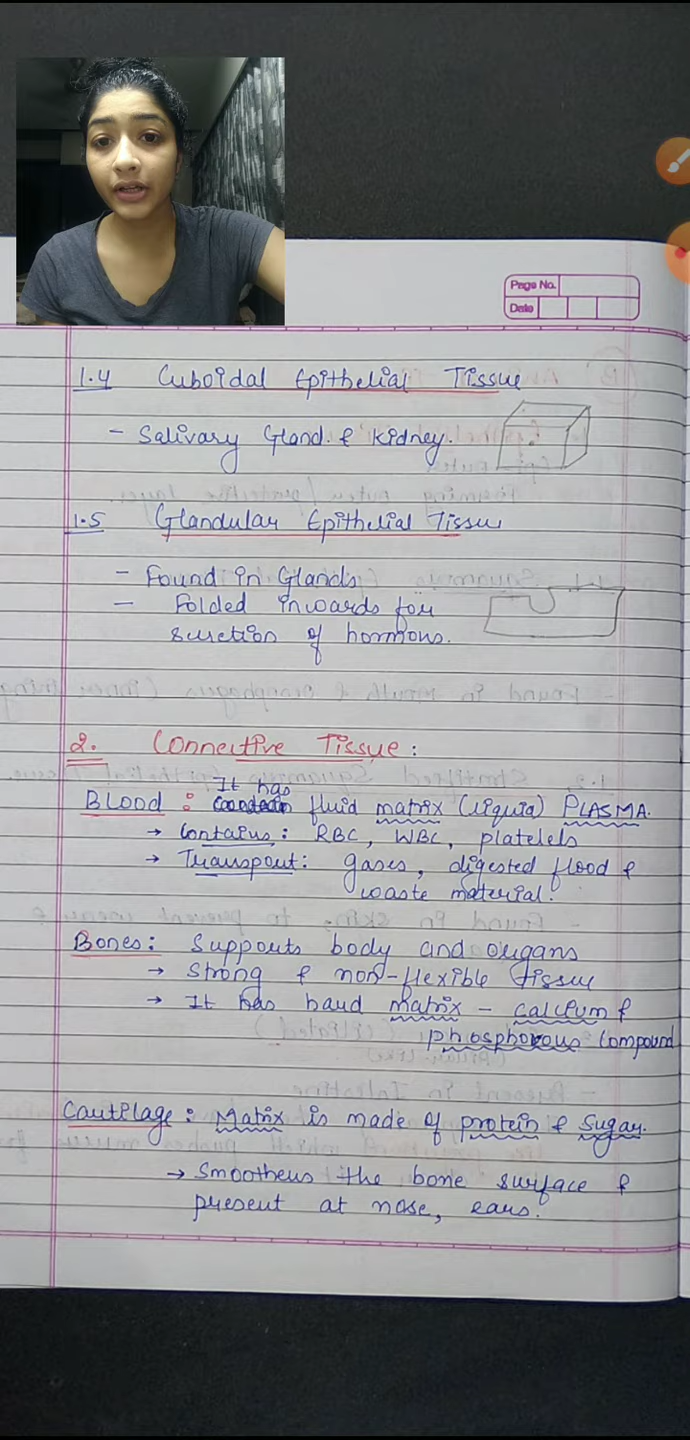 Page No.
Date
1.4 Cuboidal Epithelial Tissue
- Salivary Gland & Kidney.
1.5 Glandular Epithelial Tissu
- Found in Glands
- Folded inwards for
surction of hormons.
2. Connective Tissue :
It has
Blood : fluid matrix (liquid) PLASMA.
→ Contains : RBC, WBC, platelels
→ Transport : gases, digested flood &
waste material.
Bones : Supports body and organs
→ Strong & non-flexible tissue
→ It has hard matrix - calcium &
phosphorous compound
Cartilage : Matrix is made of protein & Sugar.
→ Smoothens the bone surface &
present at nose, ears.